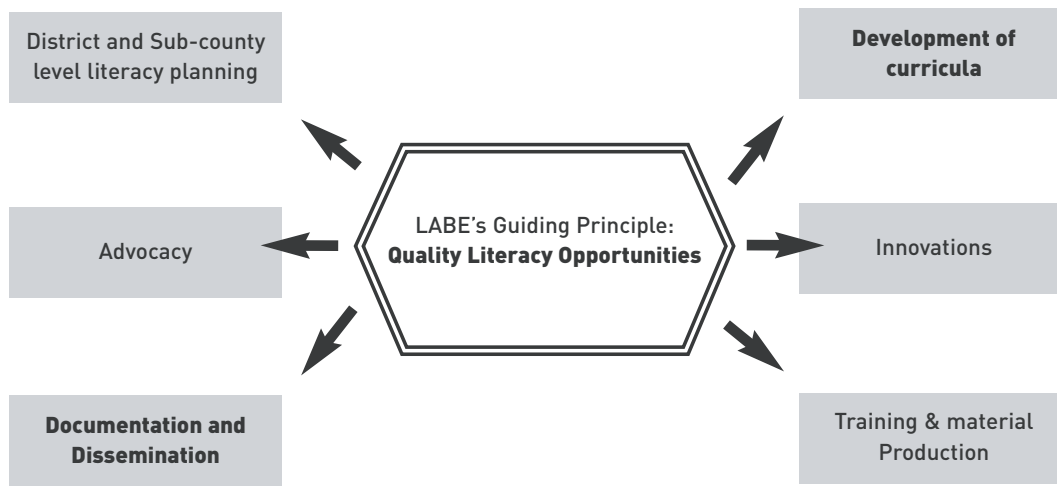 District and Sub-county
level literacy planning
Development of
curricula
LABE’s Guiding Principle:
Quality Literacy Opportunities
Advocacy
Innovations
Documentation and
Dissemination
Training & material
Production